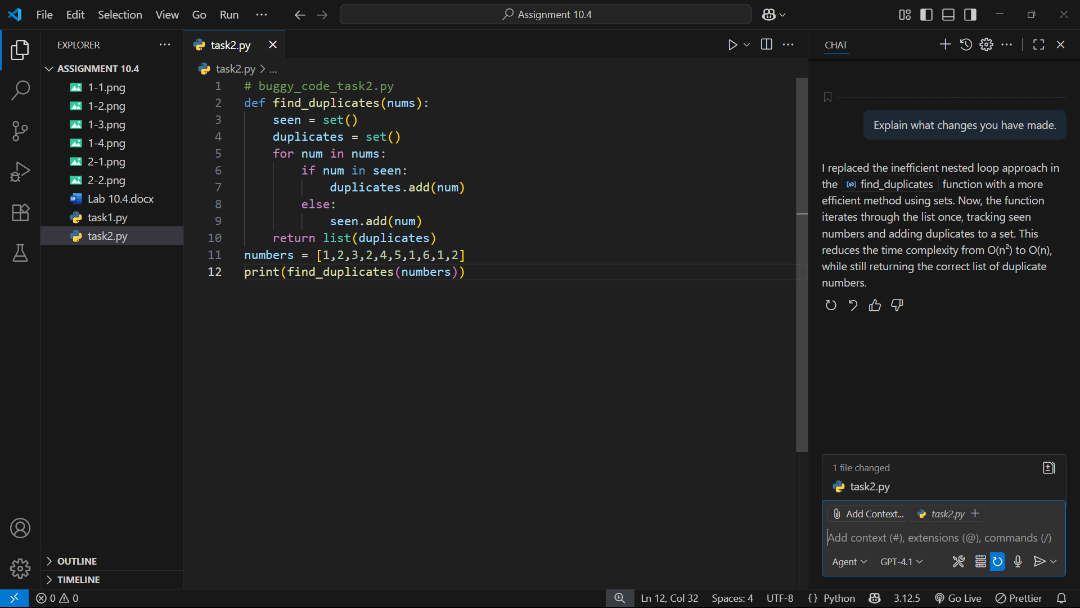 File Edit Selection View Go Run ··· Assignment 10.4
EXPLORER ···
ASSIGNMENT 10.4
1-1.png
1-2.png
1-3.png
1-4.png
2-1.png
2-2.png
Lab 10.4.docx
task1.py
task2.py
OUTLINE
TIMELINE
task2.py
task2.py > ...
1 # buggy_code_task2.py
2 def find_duplicates(nums):
3 seen = set()
4 duplicates = set()
5 for num in nums:
6 if num in seen:
7 duplicates.add(num)
8 else:
9 seen.add(num)
10 return list(duplicates)
11 numbers = [1,2,3,2,4,5,1,6,1,2]
12 print(find_duplicates(numbers))
CHAT
Explain what changes you have made.
I replaced the inefficient nested loop approach in
the find_duplicates function with a more
efficient method using sets. Now, the function
iterates through the list once, tracking seen
numbers and adding duplicates to a set. This
reduces the time complexity from O(n²) to O(n),
while still returning the correct list of duplicate
numbers.
1 file changed
task2.py
Add Context... task2.py +
Add context (#), extensions (@), commands (/)
Agent GPT-4.1
0 0 Ln 12, Col 32 Spaces: 4 UTF-8 {} Python 3.12.5 Go Live Prettier